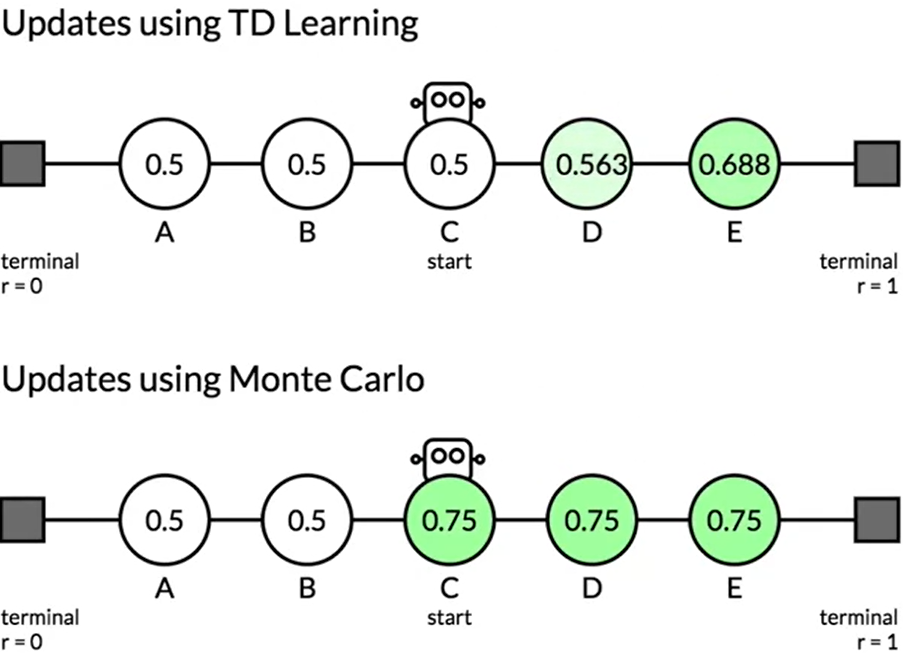 Updates using TD Learning
0.5 0.5 0.5 0.563 0.688
A B C D E
terminal start terminal
r = 0 r = 1
Updates using Monte Carlo
0.5 0.5 0.75 0.75 0.75
A B C D E
terminal start terminal
r = 0 r = 1